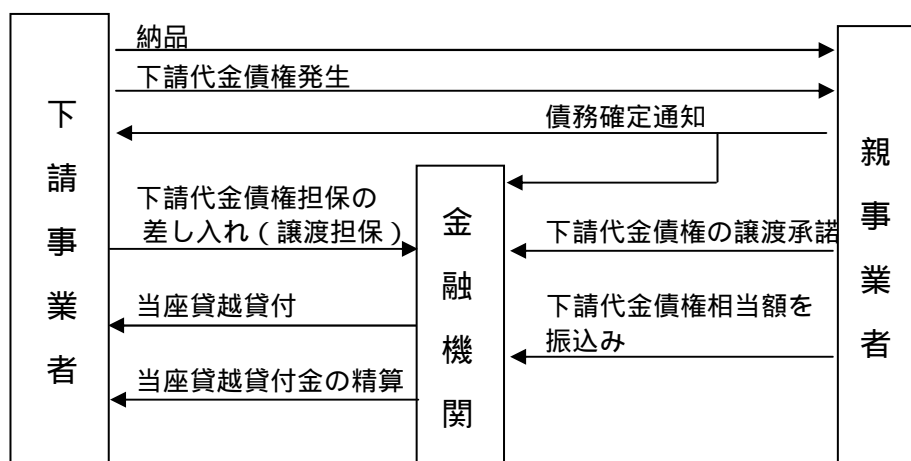 納品
下請代金債権発生
債務確定通知
下請事業者
親事業者
金融機関
下請代金債権担保の
差し入れ(譲渡担保)
下請代金債権の譲渡承諾
当座貸越貸付
下請代金債権相当額を
振込み
当座貸越貸付金の精算